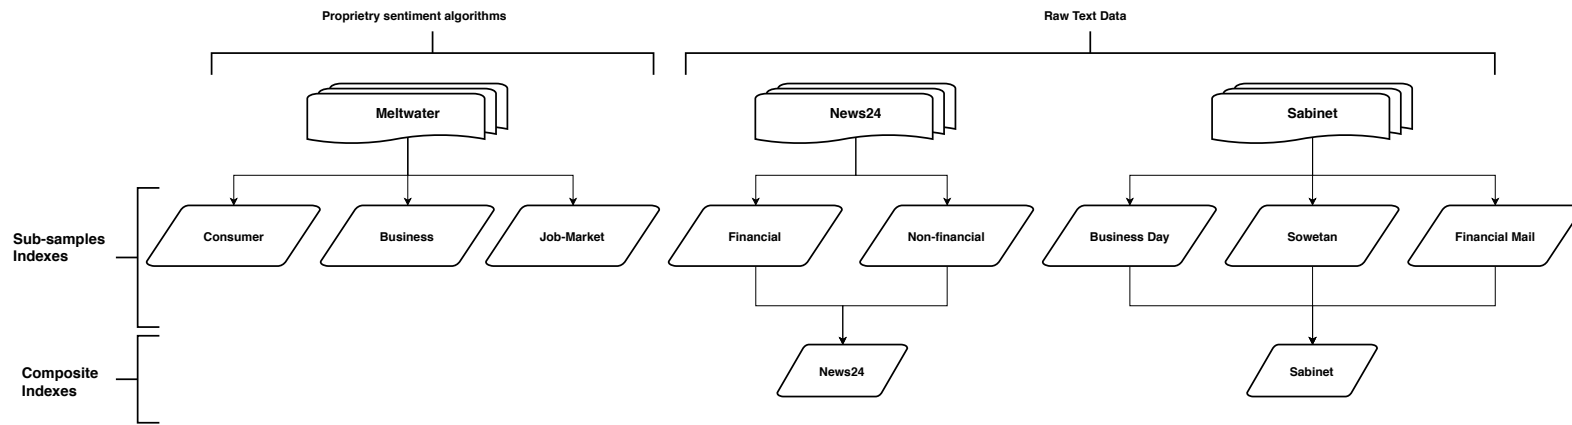 Proprietry sentiment algorithms
Raw Text Data
Meltwater
News24
Sabinet
Sub-samples
Indexes
Consumer
Business
Job-Market
Financial
Non-financial
Business Day
Sowetan
Financial Mail
Composite
Indexes
News24
Sabinet